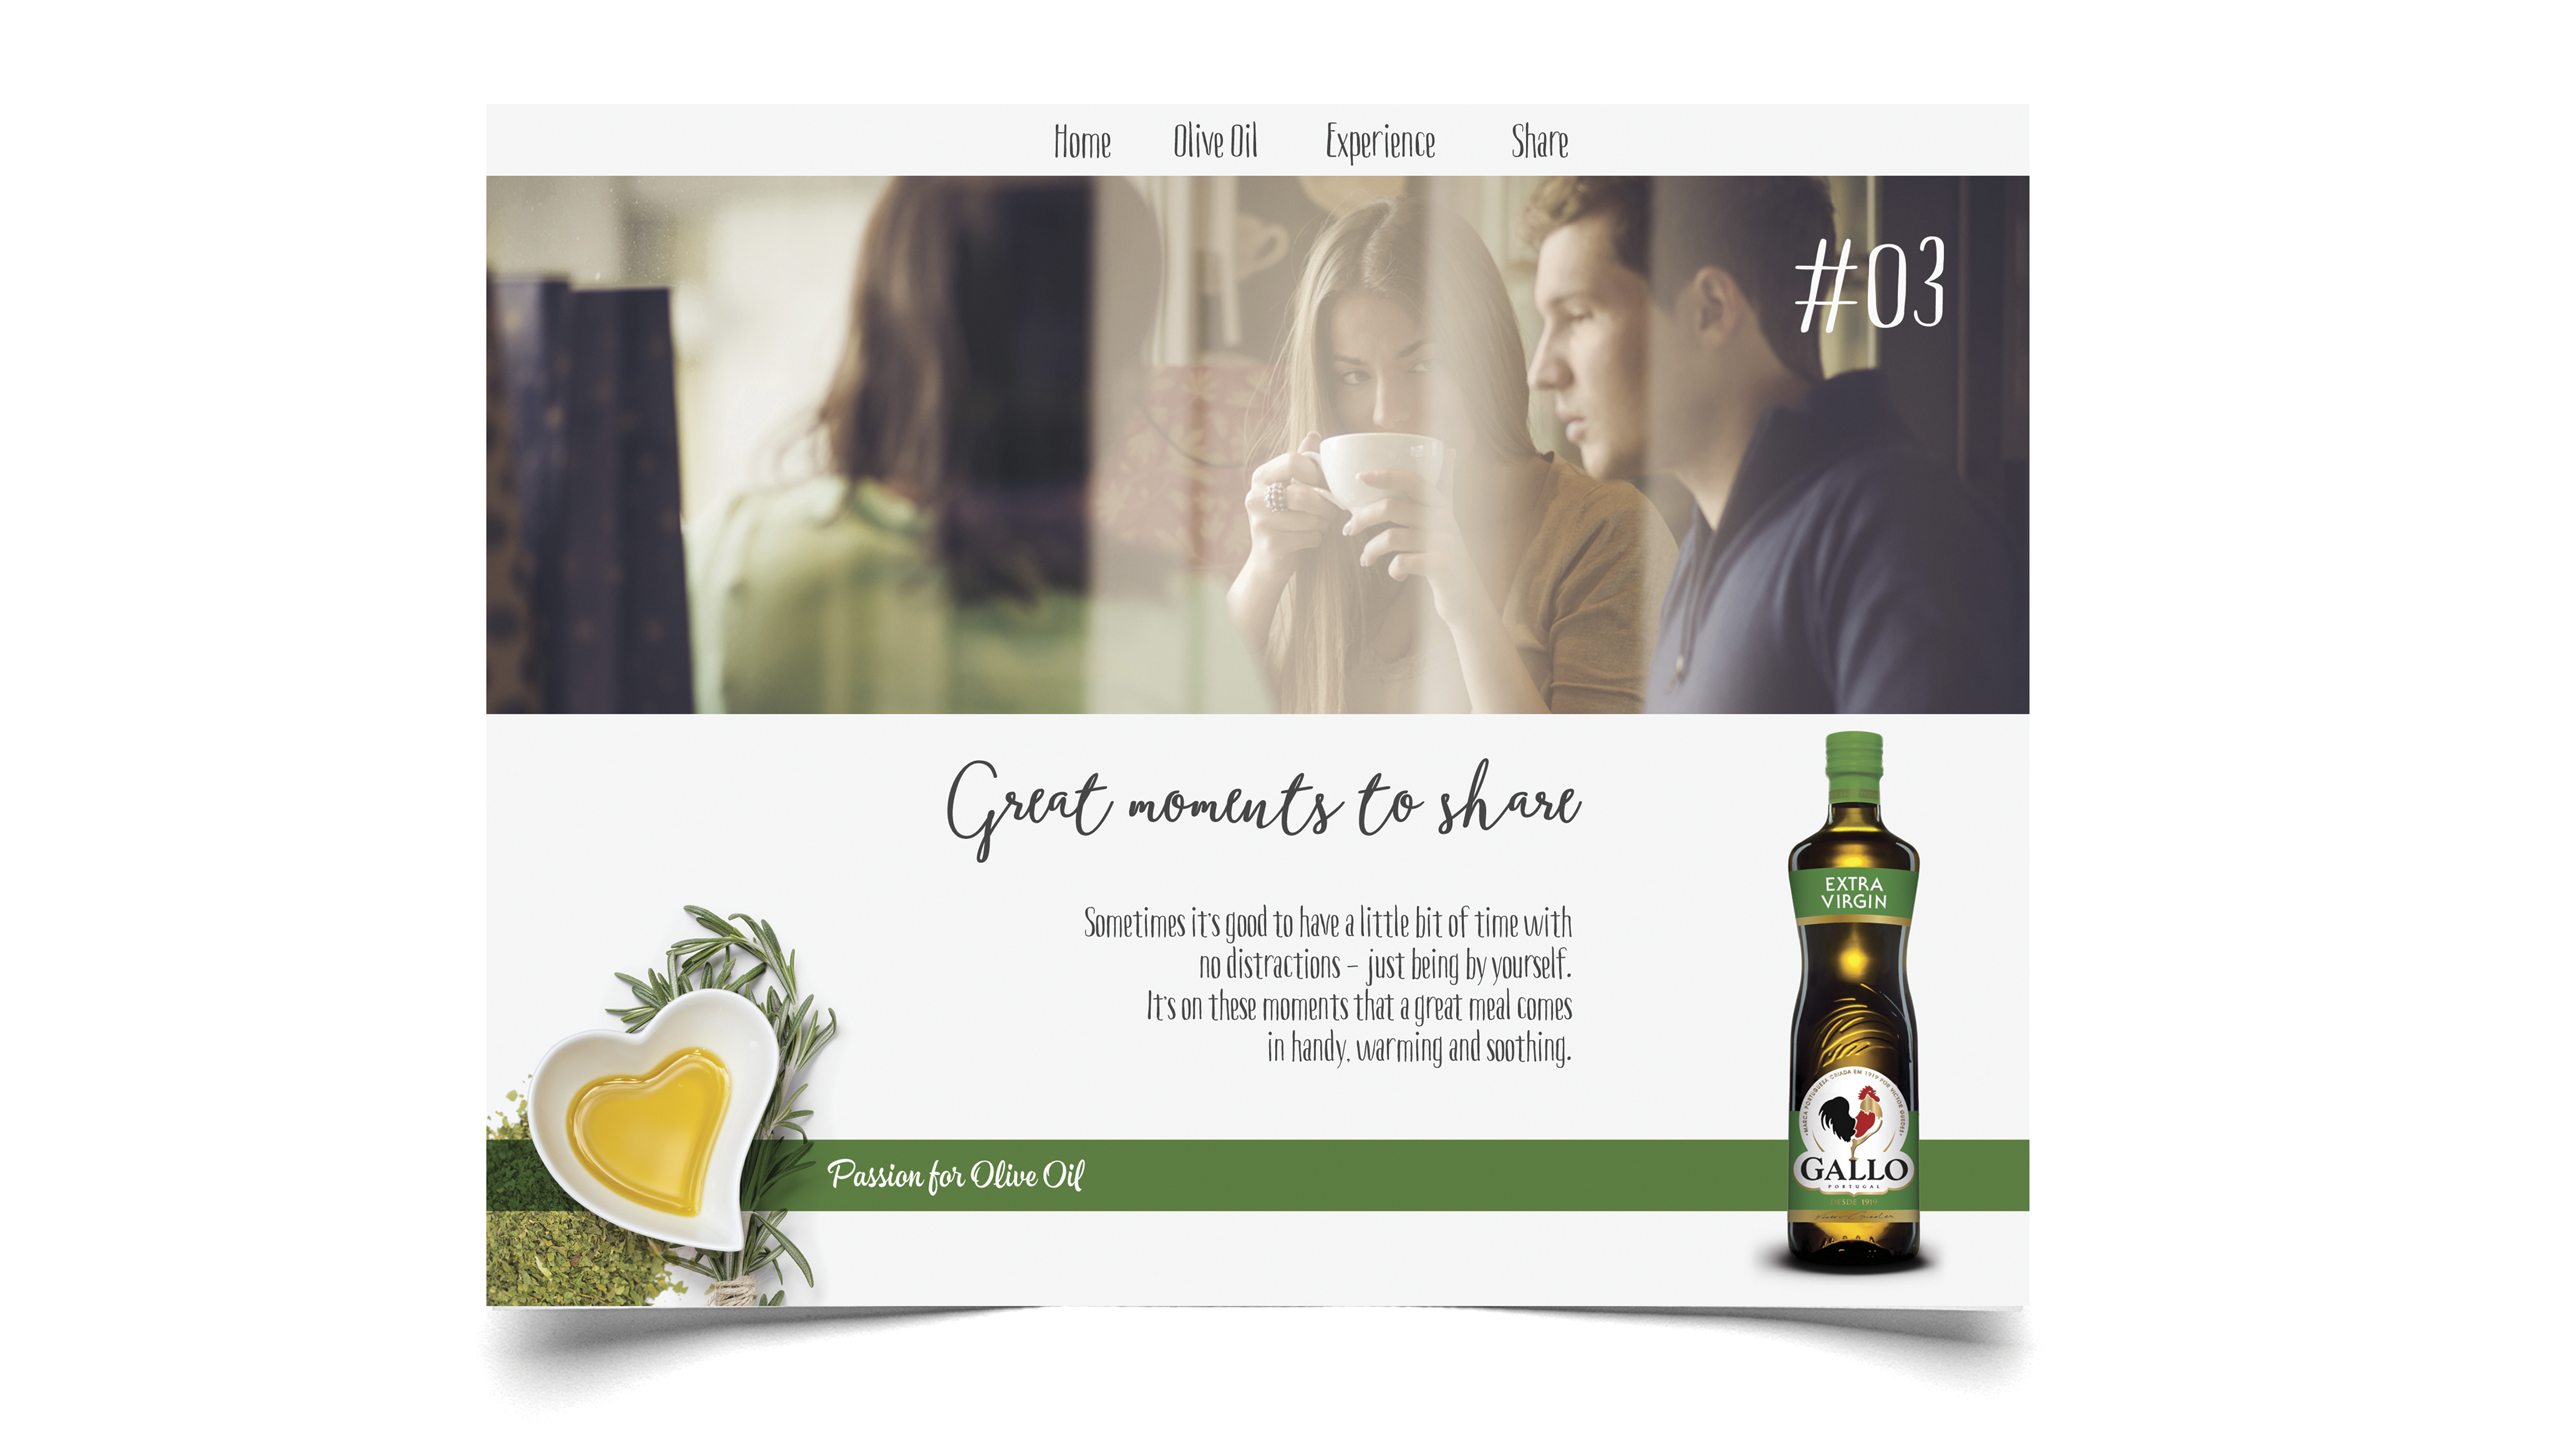 Home Olive Oil Experience Share
#03
Great moments to share
Sometimes it's good to have a little bit of time with
no distractions – just being by yourself.
It's on these moments that a great meal comes
in handy, warming and soothing.
EXTRA
VIRGIN
MARCA PORTUGUESA CRIADA EM 1919 POR VICTOR GUEDES
GALLO
PORTUGAL
DESDE 1919
Passion for Olive Oil